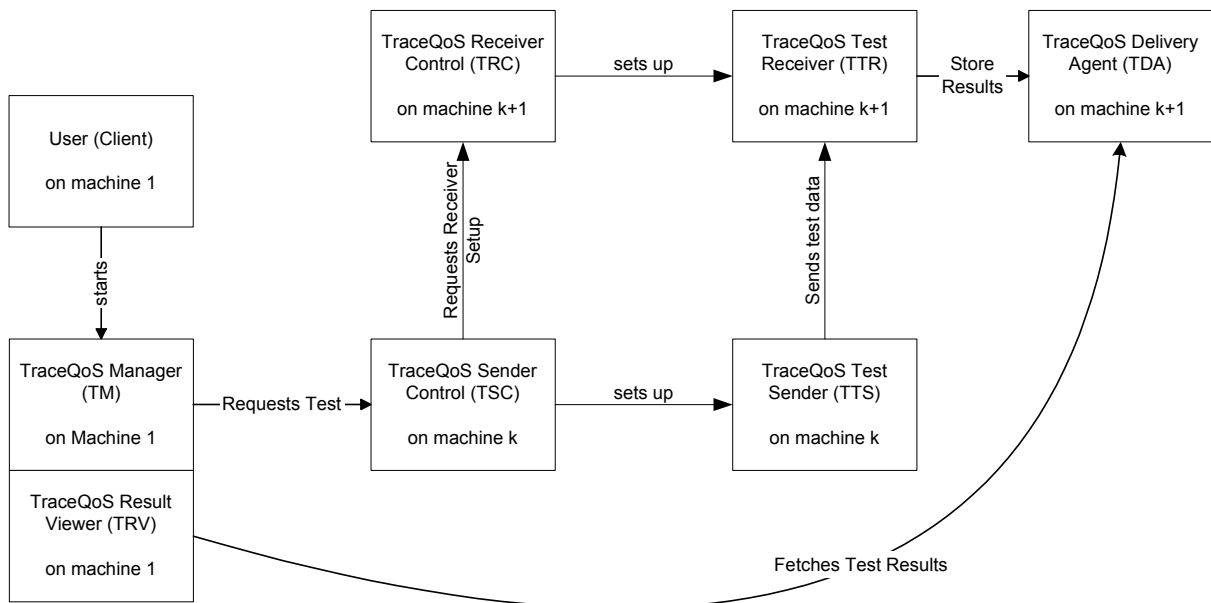 TraceQoS Receiver
Control (TRC)
on machine k+1
sets up
TraceQoS Test
Receiver (TTR)
on machine k+1
Store
Results
TraceQoS Delivery
Agent (TDA)
on machine k+1
User (Client)
on machine 1
starts
Requests Receiver
Setup
Sends test data
TraceQoS Manager
(TM)
on Machine 1
Requests Test
TraceQoS Sender
Control (TSC)
on machine k
sets up
TraceQoS Test
Sender (TTS)
on machine k
TraceQoS Result
Viewer (TRV)
on machine 1
Fetches Test Results